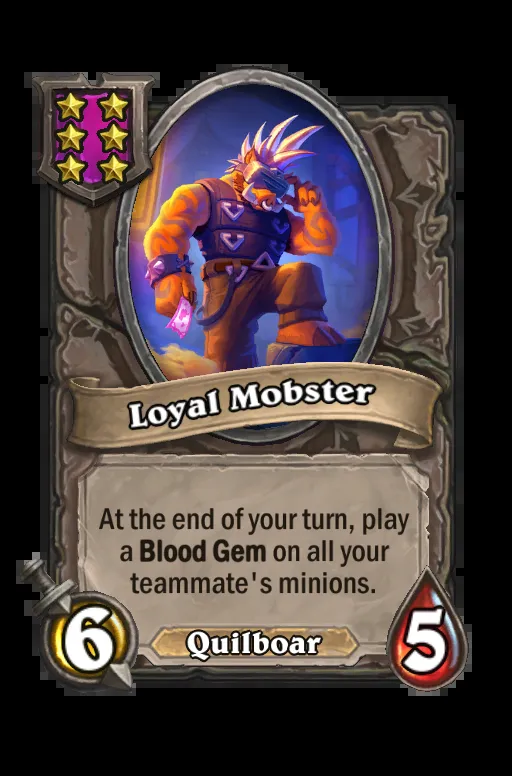 Loyal Mobster
At the end of your turn, play
a Blood Gem on all your
teammate's minions.
6
Quilboar
5